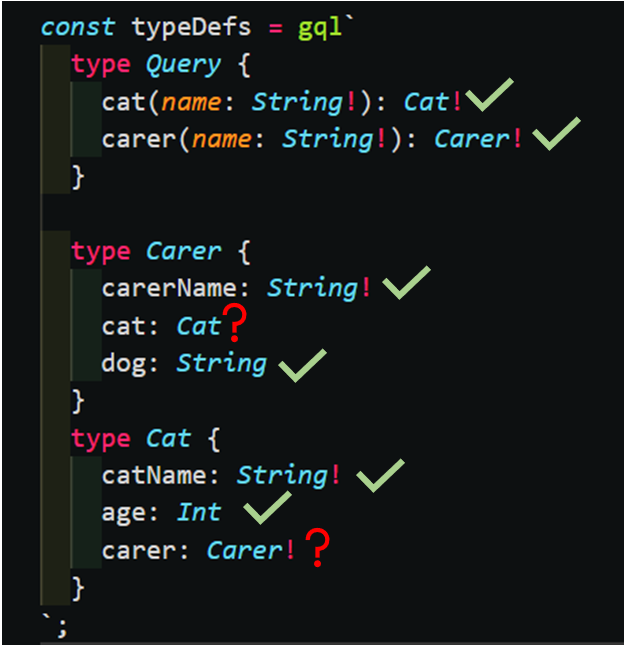 const typeDefs = gql`
type Query {
cat(name: String!): Cat!
carer(name: String!): Carer!
}
type Carer {
carerName: String!
cat: Cat?
dog: String
}
type Cat {
catName: String!
age: Int
carer: Carer! ?
}
`;